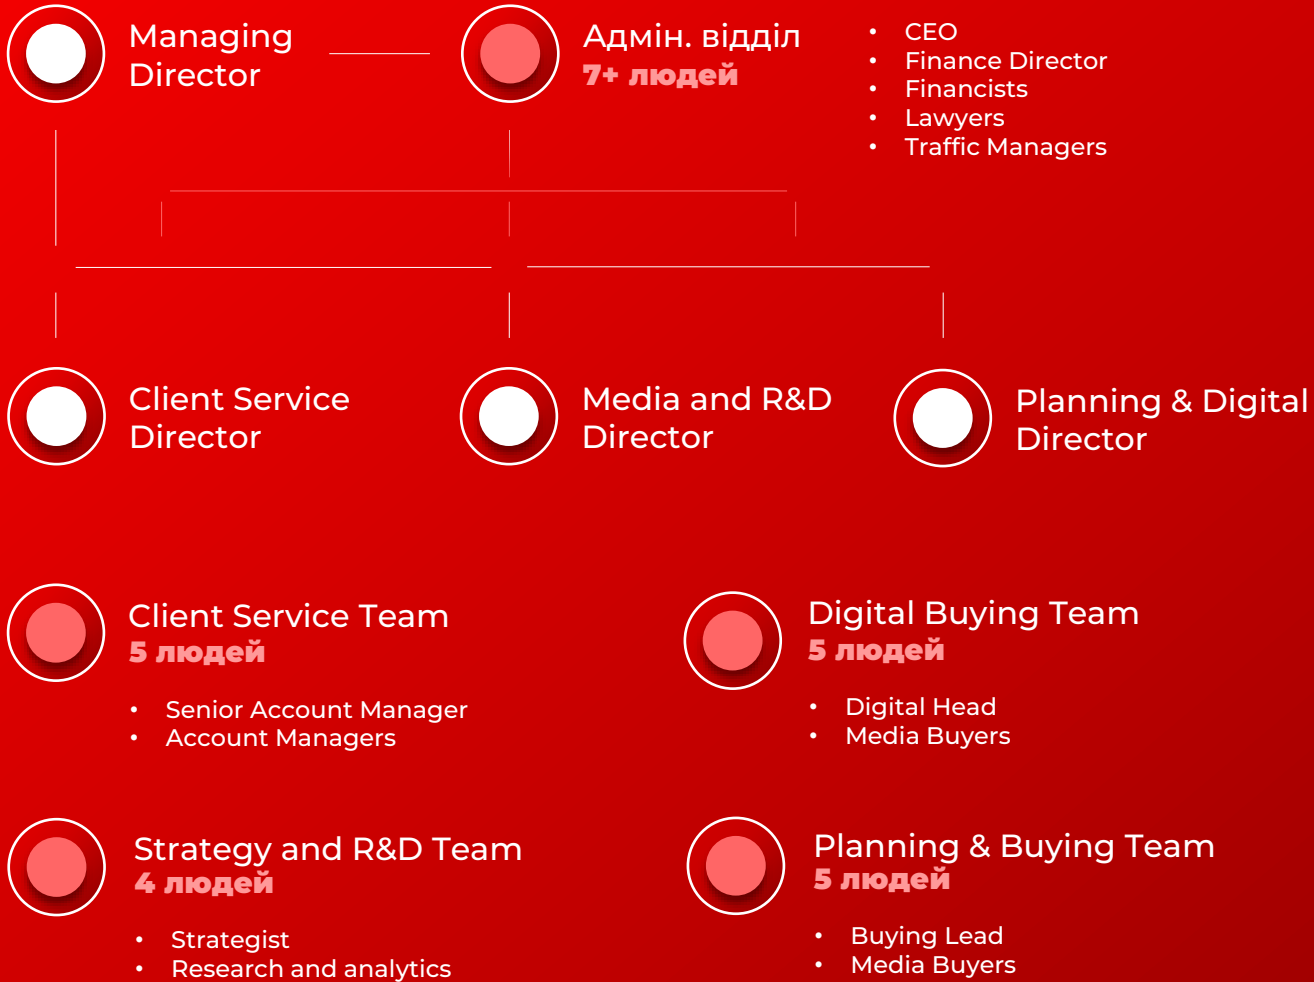 Managing
Director
Адмін. відділ
7+ людей
• CEO
• Finance Director
• Financists
• Lawyers
• Traffic Managers
Client Service
Director
Media and R&D
Director
Planning & Digital
Director
Client Service Team
5 людей
• Senior Account Manager
• Account Managers
Digital Buying Team
5 людей
• Digital Head
• Media Buyers
Strategy and R&D Team
4 людей
• Strategist
• Research and analytics
Planning & Buying Team
5 людей
• Buying Lead
• Media Buyers